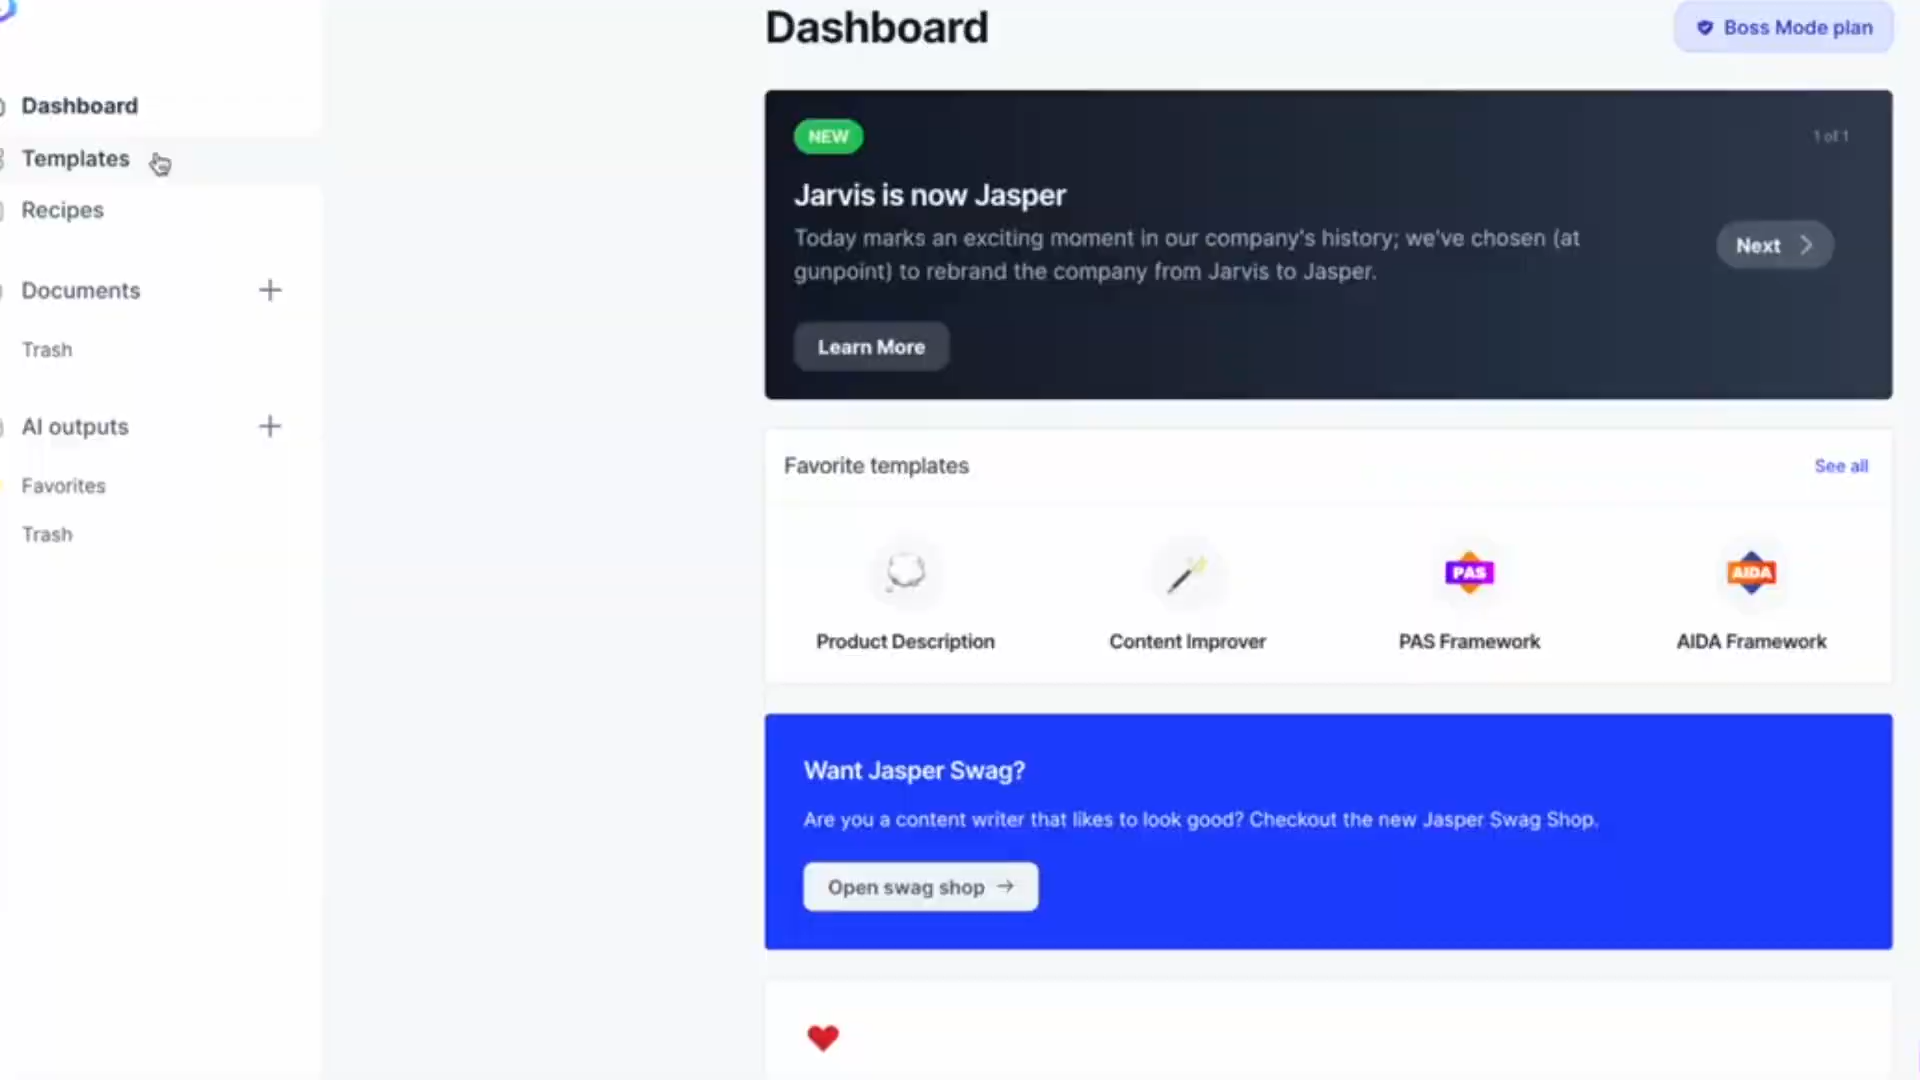 Dashboard
Boss Mode plan
Dashboard
Templates
Recipes
Documents
Trash
AI outputs
Favorites
Trash
NEW
1 of 1
Jarvis is now Jasper
Today marks an exciting moment in our company's history; we've chosen (at
gunpoint) to rebrand the company from Jarvis to Jasper.
Next
Learn More
Favorite templates
See all
PAS
AIDA
Product Description
Content Improver
PAS Framework
AIDA Framework
Want Jasper Swag?
Are you a content writer that likes to look good? Checkout the new Jasper Swag Shop.
Open swag shop